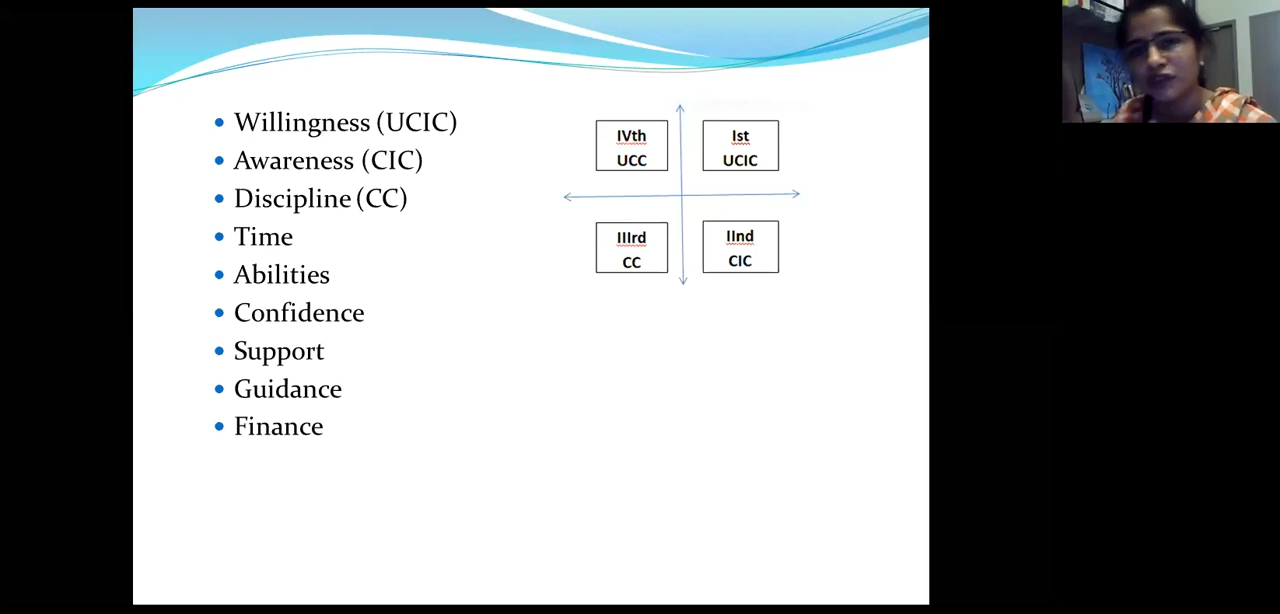 Willingness (UCIC)
Awareness (CIC)
Discipline (CC)
Time
Abilities
Confidence
Support
Guidance
Finance
IVth
UCC
Ist
UCIC
IIIrd
CC
IInd
CIC